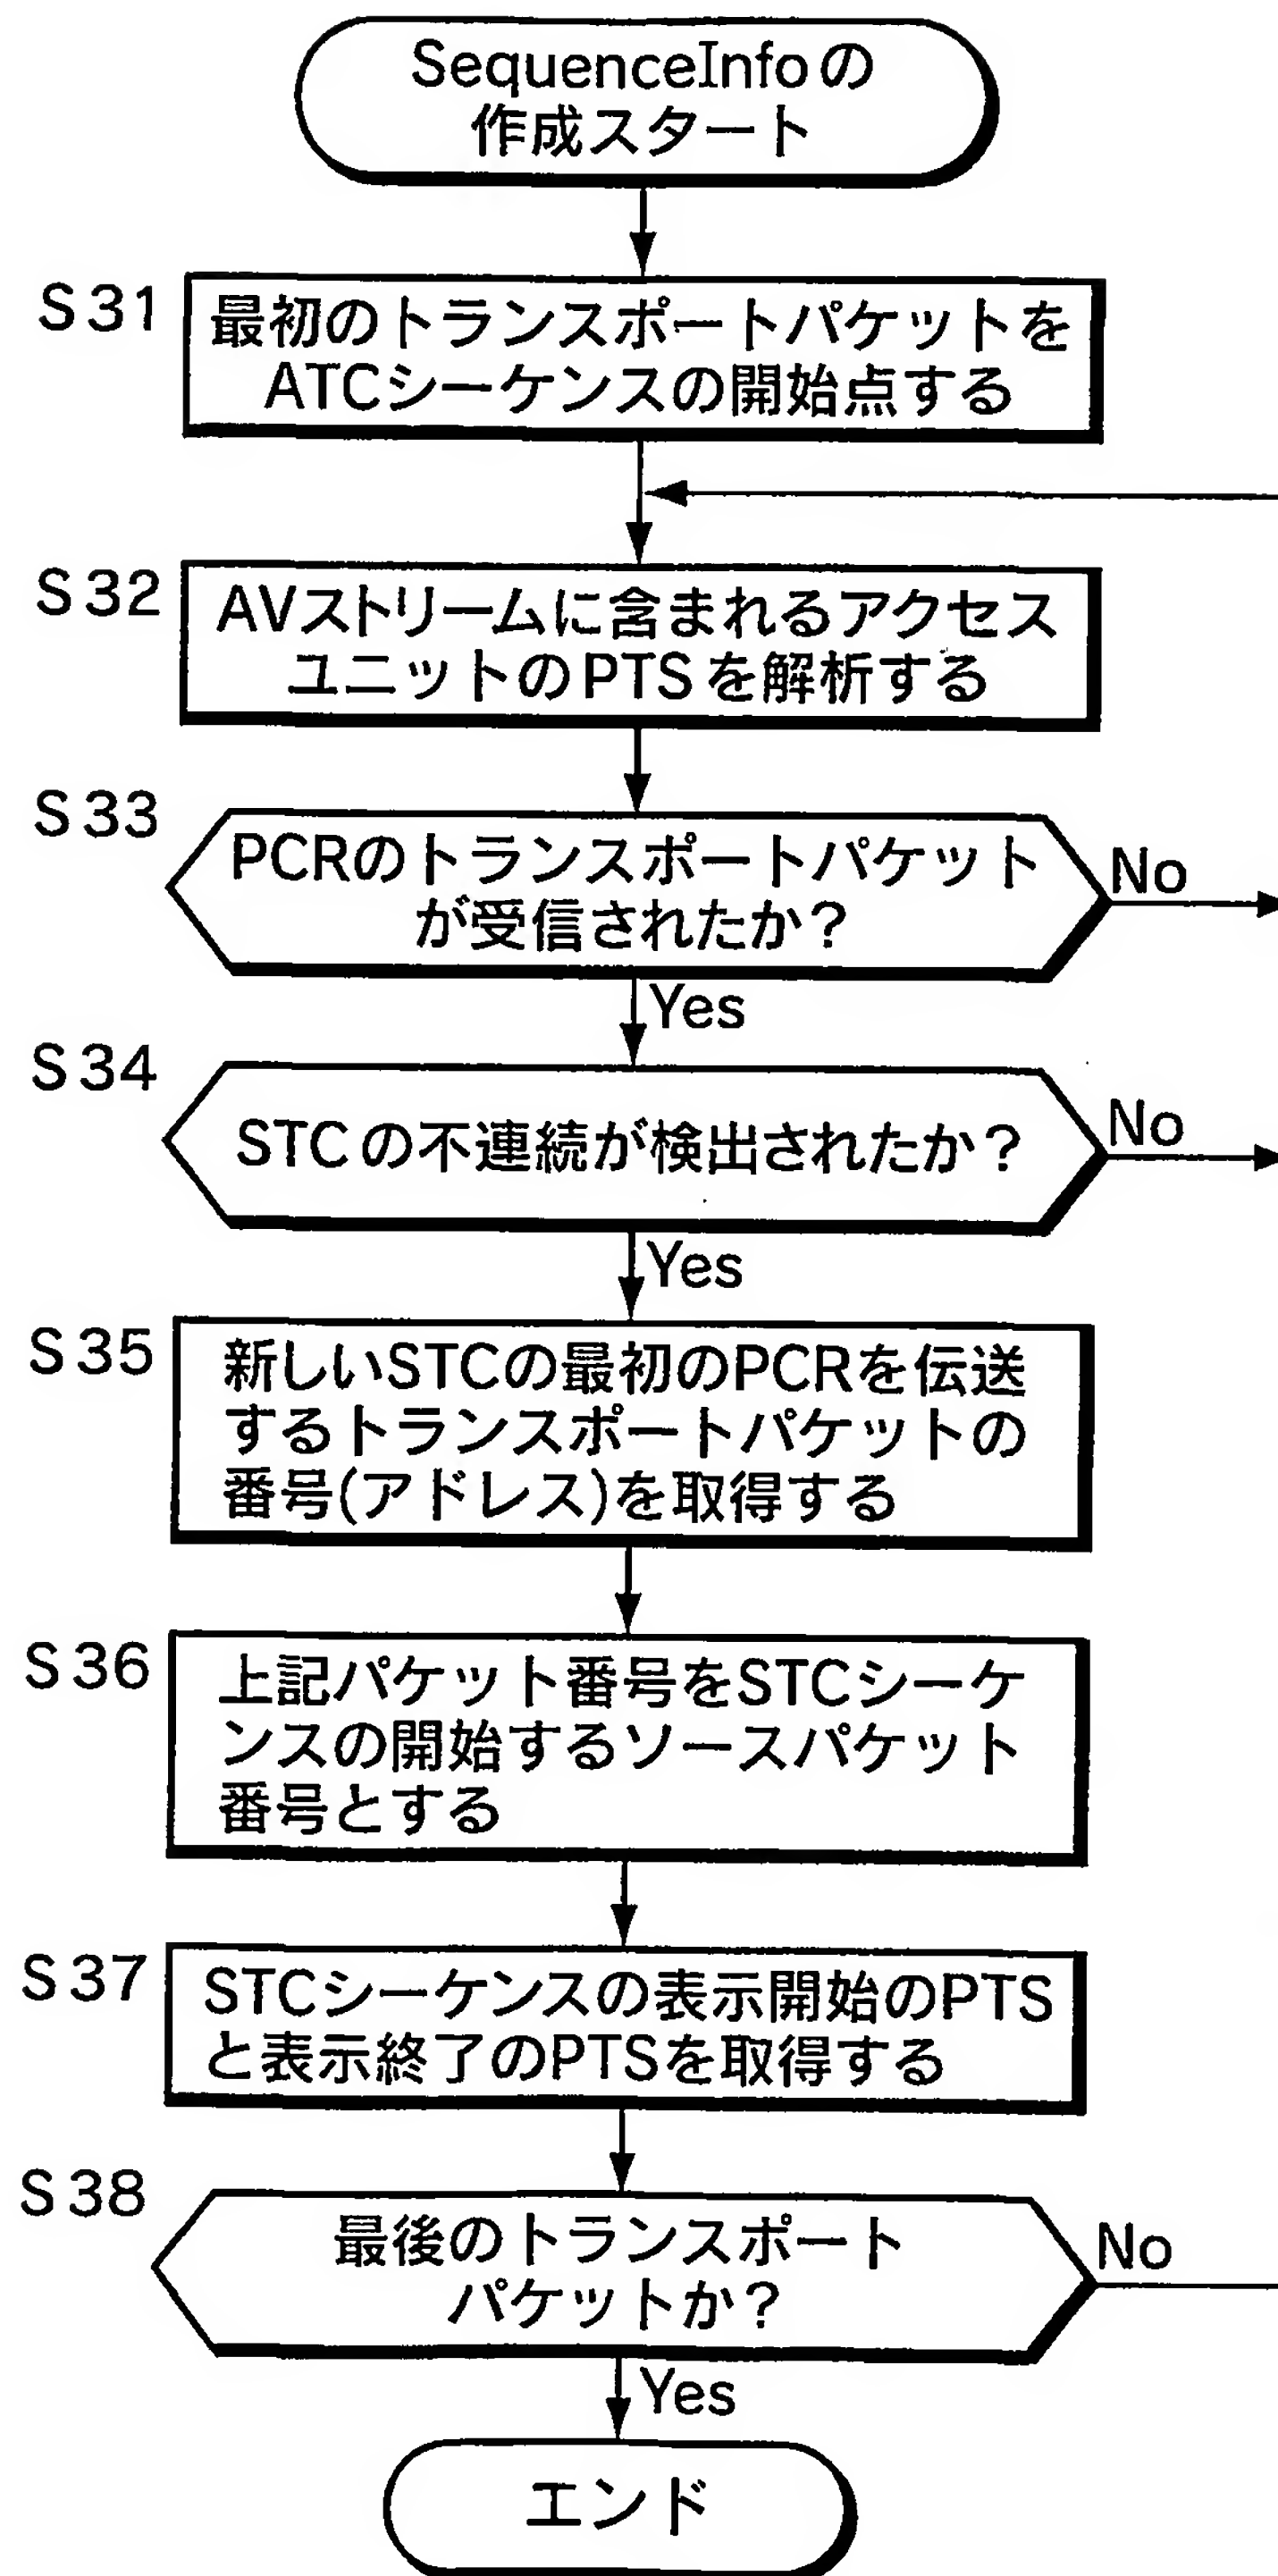 SequenceInfoの
作成スタート
S31
最初のトランスポートパケットを
ATCシーケンスの開始点する
S32
AVストリームに含まれるアクセス
ユニットのPTSを解析する
S33
PCRのトランスポートパケット
が受信されたか?
No
Yes
S34
STCの不連続が検出されたか?
No
Yes
S35
新しいSTCの最初のPCRを伝送
するトランスポートパケットの
番号(アドレス)を取得する
S36
上記パケット番号をSTCシーケ
ンスの開始するソースパケット
番号とする
S37
STCシーケンスの表示開始のPTS
と表示終了のPTSを取得する
S38
最後のトランスポート
パケットか?
No
Yes
エンド